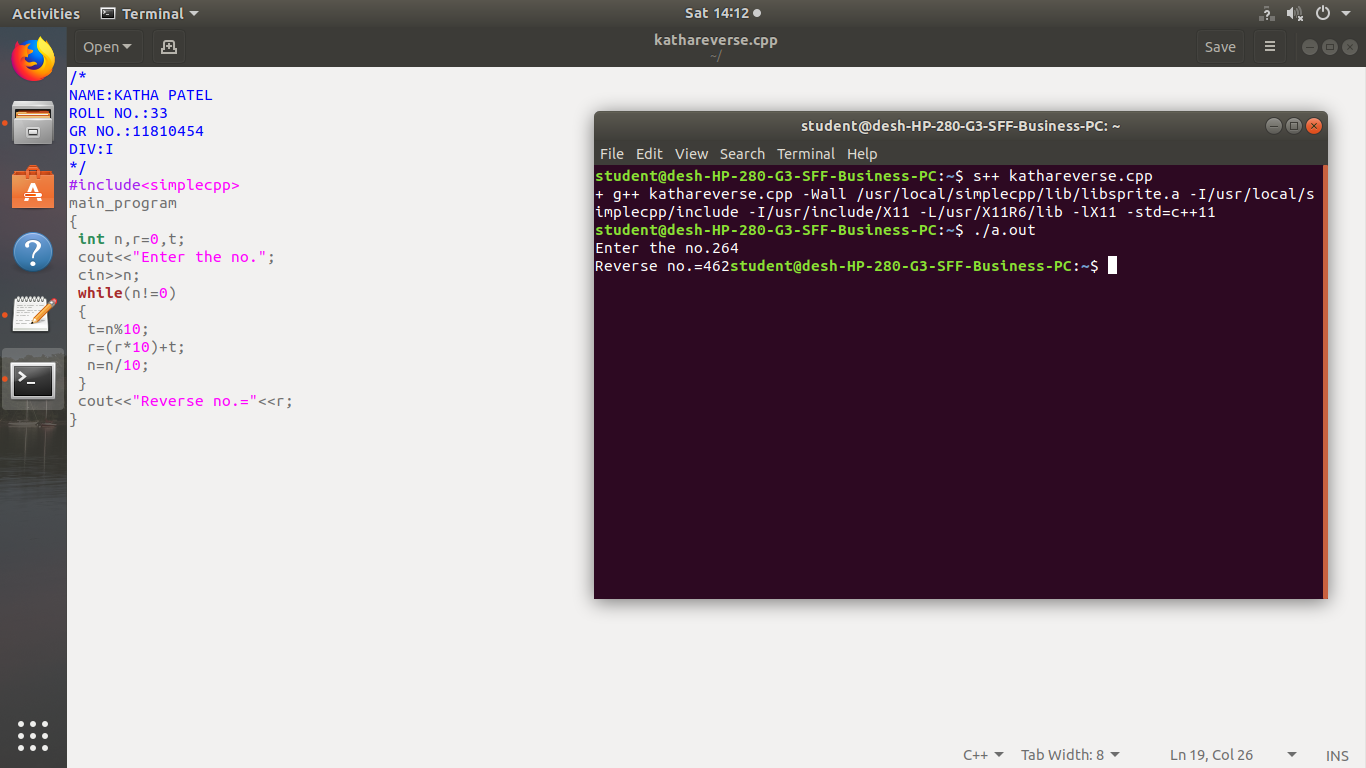 Activities
Terminal
Sat 14:12
Open
kathareverse.cpp
~/
Save
/*
NAME:KATHA PATEL
ROLL NO.:33
GR NO.:11810454
DIV:I
*/
#include<simplecpp>
main_program
{
int n,r=0,t;
cout<<"Enter the no.";
cin>>n;
while(n!=0)
{
t=n%10;
r=(r*10)+t;
n=n/10;
}
cout<<"Reverse no.="<<r;
}
student@desh-HP-280-G3-SFF-Business-PC: ~
File Edit View Search Terminal Help
student@desh-HP-280-G3-SFF-Business-PC:~$ s++ kathareverse.cpp
+ g++ kathareverse.cpp -Wall /usr/local/simplecpp/lib/libsprite.a -I/usr/local/s
implecpp/include -I/usr/include/X11 -L/usr/X11R6/lib -lX11 -std=c++11
student@desh-HP-280-G3-SFF-Business-PC:~$ ./a.out
Enter the no.264
Reverse no.=462student@desh-HP-280-G3-SFF-Business-PC:~$
C++ Tab Width: 8 Ln 19, Col 26 INS